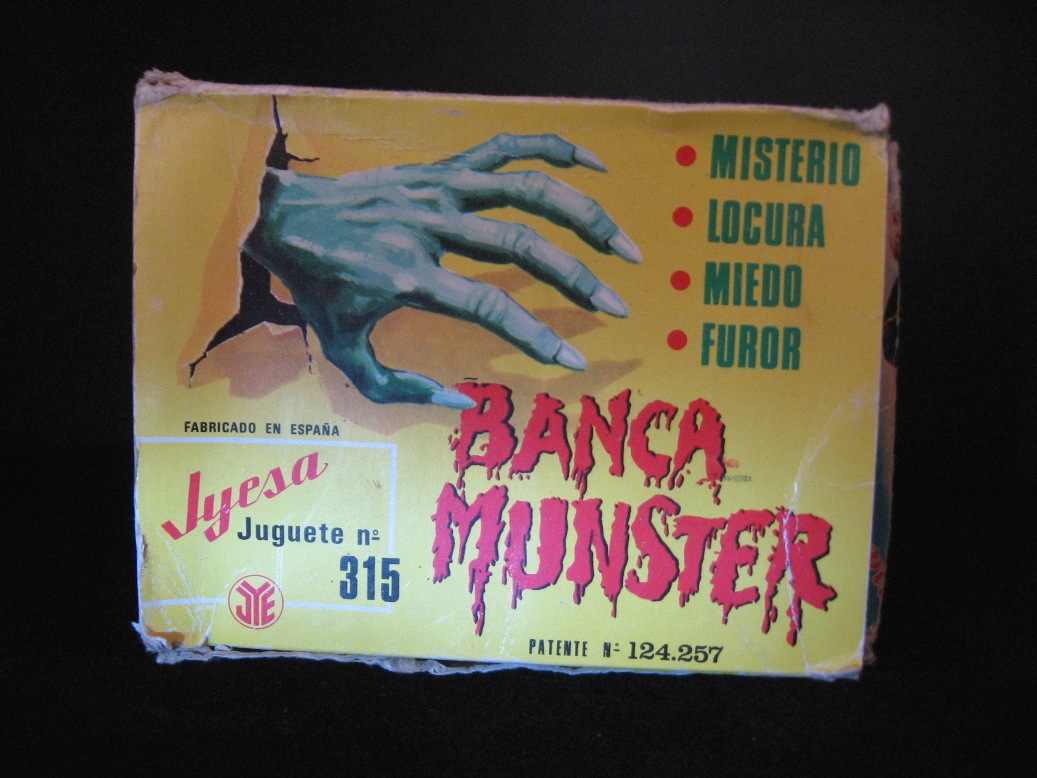 MISTERIO
LOCURA
MIEDO
FUROR
BANCA
MUNSTER
FABRICADO EN ESPAÑA
Jyesa
Juguete nº
315
JYE
PATENTE Nº 124.257